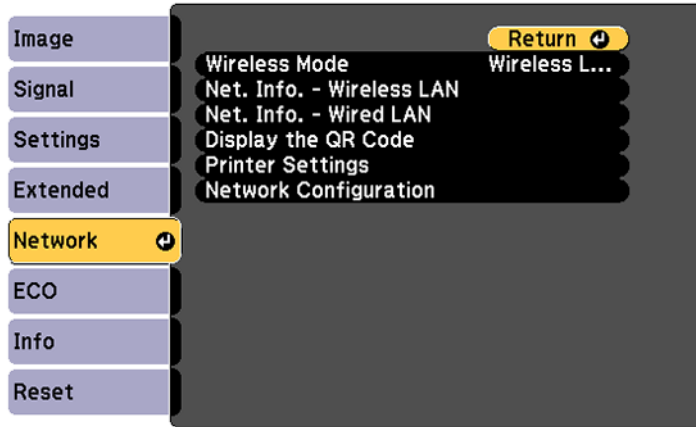 Image
Signal
Settings
Extended
Network
ECO
Info
Reset
Return
Wireless Mode Wireless L...
Net. Info. - Wireless LAN
Net. Info. - Wired LAN
Display the QR Code
Printer Settings
Network Configuration